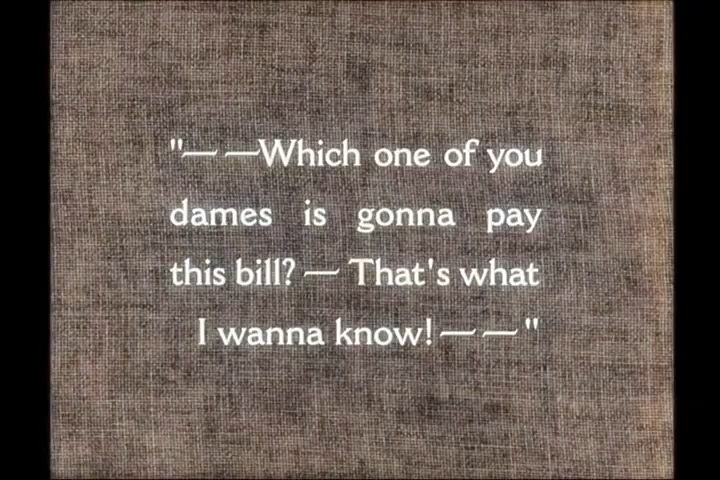 "— —Which one of you
dames is gonna pay
this bill? — That's what
I wanna know! — — "